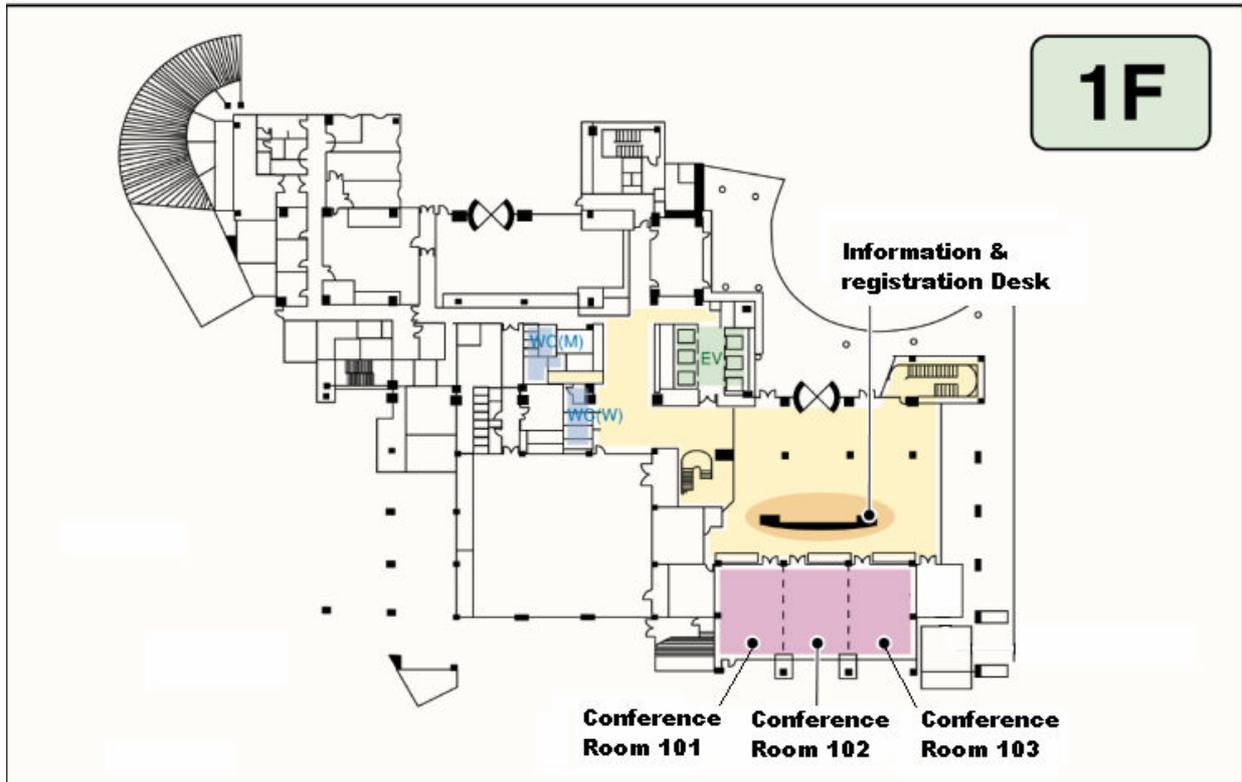 1F
Information &
registration Desk
WC(M)
EV
WC(W)
Conference
Room 101
Conference
Room 102
Conference
Room 103